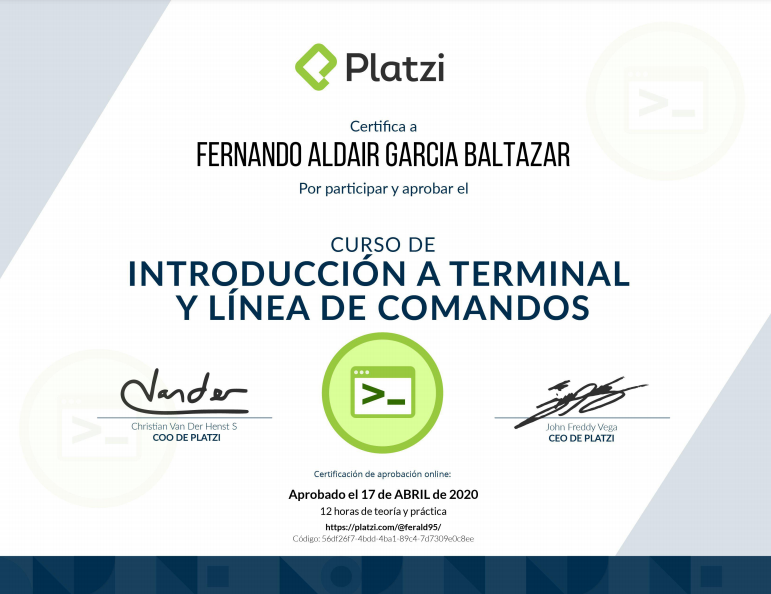 Platzi
Certifica a
FERNANDO ALDAIR GARCIA BALTAZAR
Por participar y aprobar el
CURSO DE
INTRODUCCIÓN A TERMINAL
Y LÍNEA DE COMANDOS
Vander
Christian Van Der Henst S
COO DE PLATZI
John Freddy Vega
CEO DE PLATZI
Certificación de aprobación online:
Aprobado el 17 de ABRIL de 2020
12 horas de teoría y práctica
https://platzi.com/@ferald95/
Código: 56df26f7-4bdd-4ba1-89c4-7d7309e0c8ee